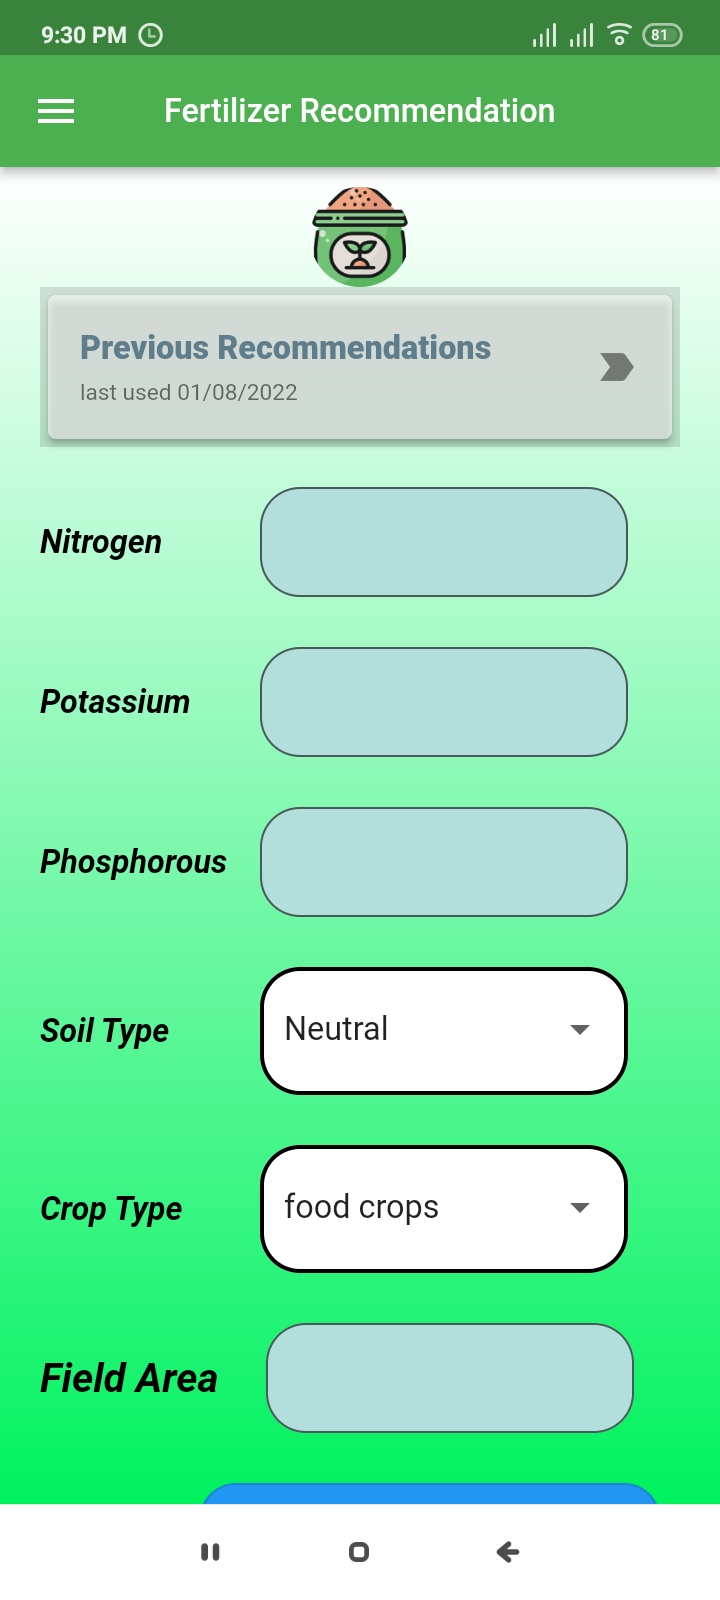 9:30 PM
81
Fertilizer Recommendation
Previous Recommendations
last used 01/08/2022
Nitrogen
Potassium
Phosphorous
Soil Type
Neutral
Crop Type
food crops
Field Area